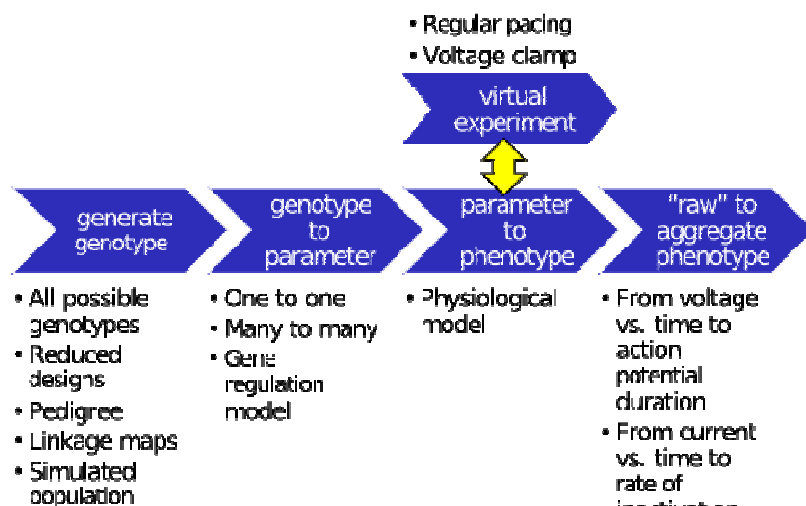 • Regular pacing
• Voltage clamp
virtual
experiment
generate
genotype
genotype
to
parameter
parameter
to
phenotype
"raw" to
aggregate
phenotype
• All possible
genotypes
• Reduced
designs
• Pedigree
• Linkage maps
• Simulated
population
• One to one
• Many to many
• Gene
regulation
model
• Physiological
model
• From voltage
vs. time to
action
potential
duration
• From current
vs. time to
rate of